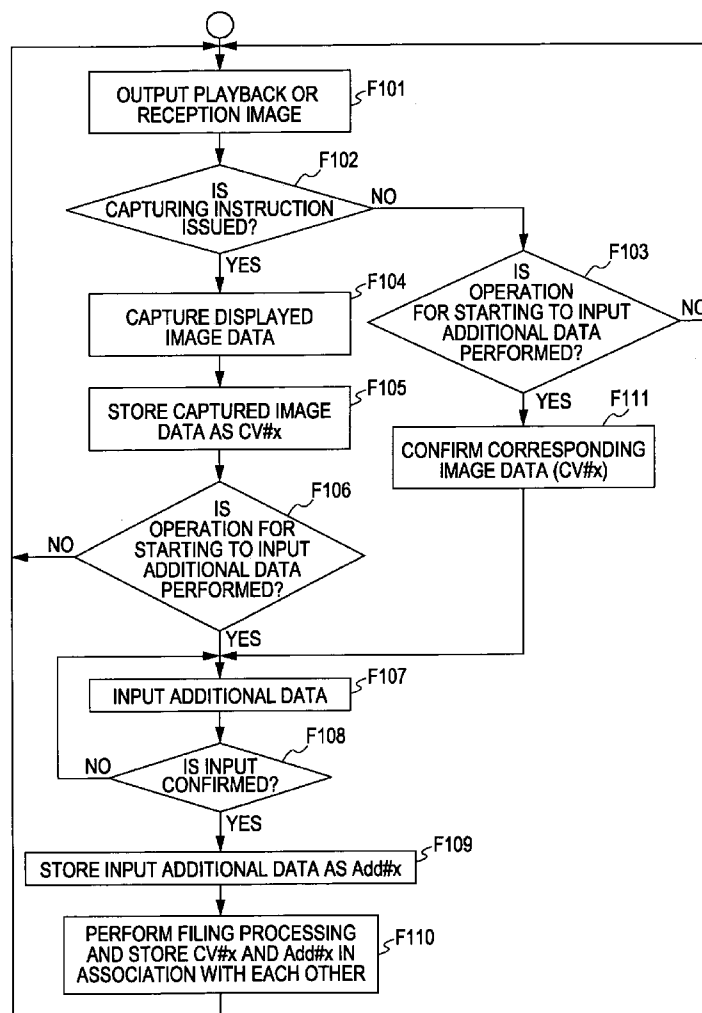 F101
OUTPUT PLAYBACK OR
RECEPTION IMAGE
F102
IS
CAPTURING INSTRUCTION
ISSUED?
NO
YES
F103
IS
OPERATION
FOR STARTING TO INPUT
ADDITIONAL DATA
PERFORMED?
NO
YES
F104
CAPTURE DISPLAYED
IMAGE DATA
F105
STORE CAPTURED IMAGE
DATA AS CV#x
F111
CONFIRM CORRESPONDING
IMAGE DATA (CV#x)
F106
IS
OPERATION FOR
STARTING TO INPUT
ADDITIONAL DATA
PERFORMED?
NO
YES
F107
INPUT ADDITIONAL DATA
F108
IS INPUT
CONFIRMED?
NO
YES
F109
STORE INPUT ADDITIONAL DATA AS Add#x
F110
PERFORM FILING PROCESSING
AND STORE CV#x AND Add#x IN
ASSOCIATION WITH EACH OTHER